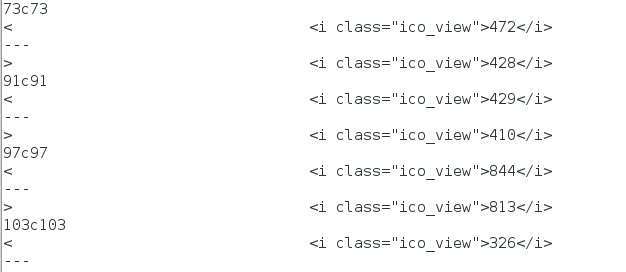 73c73
<                                  <i class="ico_view">472</i>
---
>                                  <i class="ico_view">428</i>
91c91
<                                  <i class="ico_view">429</i>
---
>                                  <i class="ico_view">410</i>
97c97
<                                  <i class="ico_view">844</i>
---
>                                  <i class="ico_view">813</i>
103c103
<                                  <i class="ico_view">326</i>
---